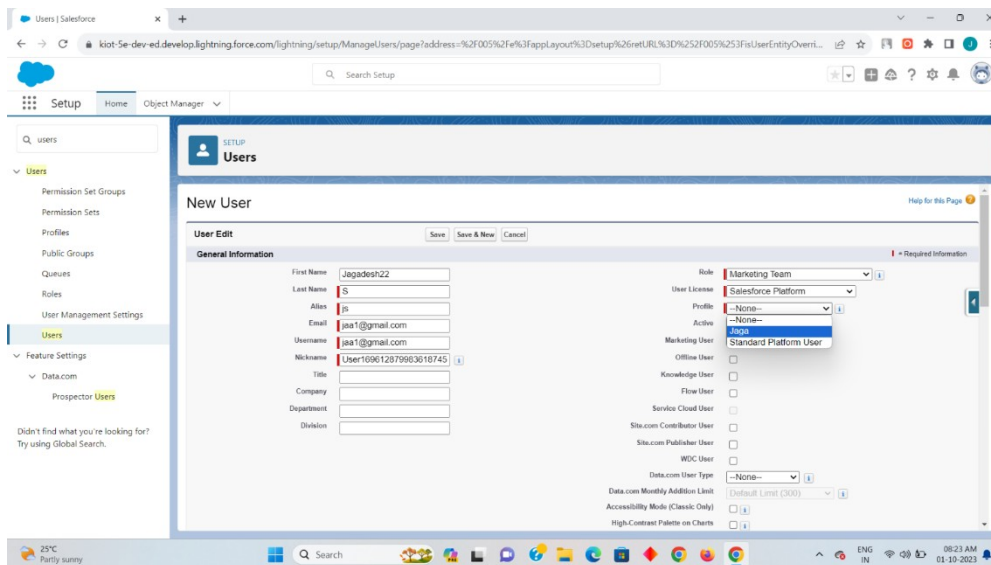 Users | Salesforce
kiot-5e-dev-ed.develop.lightning.force.com/lightning/setup/ManageUsers/page?address=%2F005%2Fe%3FappLayout%3Dsetup%26retURL%3D%252F005%253FisUserEntityOverri...
J
Search Setup
Setup
Home
Object Manager
users
Users
Permission Set Groups
Permission Sets
Profiles
Public Groups
Queues
Roles
User Management Settings
Users
Feature Settings
Data.com
Prospector Users
Didn't find what you're looking for?
Try using Global Search.
SETUP
Users
New User
Help for this Page
User Edit
Save Save & New Cancel
General Information
= Required Information
First Name Jagadesh22
Last Name S
Alias js
Email jaa1@gmail.com
Username jaa1@gmail.com
Nickname User169612879983618745
Title
Company
Department
Division
Role Marketing Team
User License Salesforce Platform
Profile --None--
--None--
Jaga
Standard Platform User
Active
Marketing User
Offline User
Knowledge User
Flow User
Service Cloud User
Site.com Contributor User
Site.com Publisher User
WDC User
Data.com User Type --None--
Data.com Monthly Addition Limit Default Limit (300)
Accessibility Mode (Classic Only)
High-Contrast Palette on Charts
25°C
Partly sunny
Search
ENG
IN
08:23 AM
01-10-2023